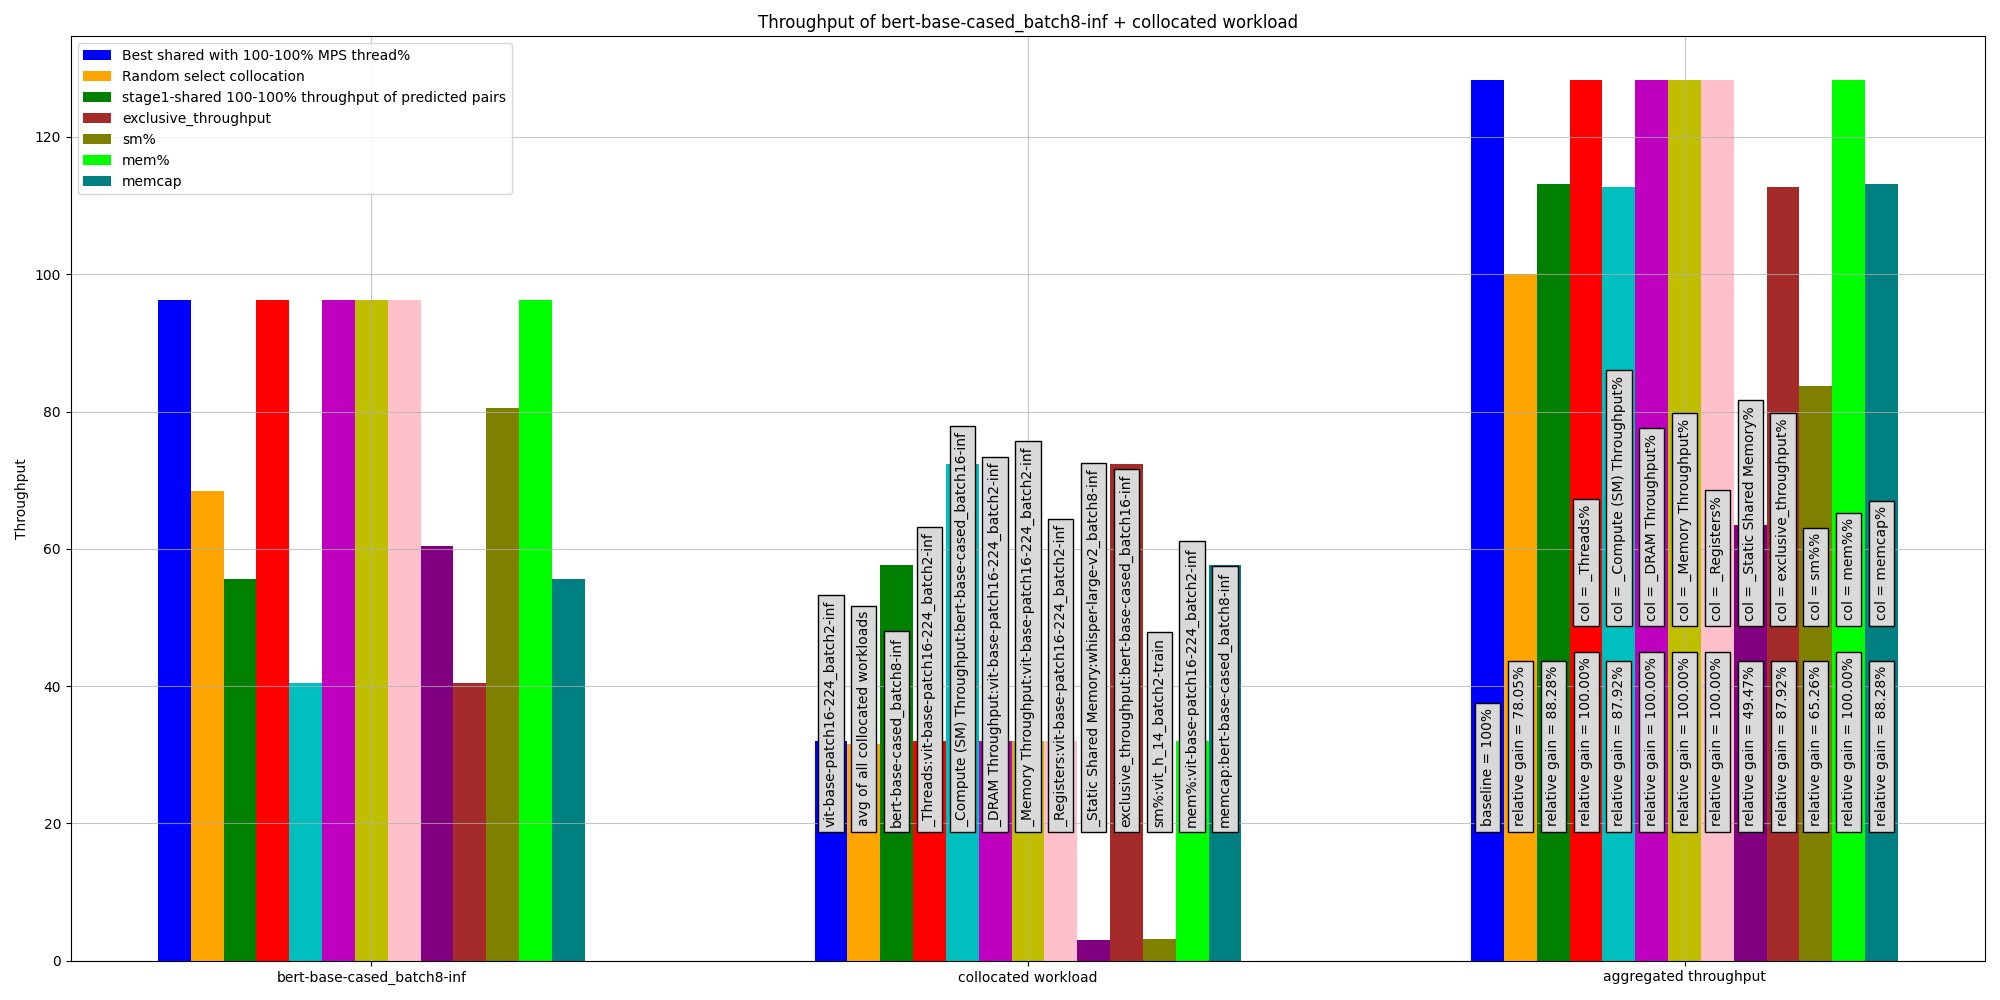 Throughput of bert-base-cased_batch8-inf + collocated workload
Best shared with 100-100% MPS thread%
Random select collocation
stage1-shared 100-100% throughput of predicted pairs
exclusive_throughput
sm%
mem%
memcap
Throughput
120
100
80
60
40
20
0
vit-base-patch16-224_batch2-inf
avg of all collocated workloads
bert-base-cased_batch8-inf
_Threads:vit-base-patch16-224_batch2-inf
_Compute (SM) Throughput:bert-base-cased_batch16-inf
_DRAM Throughput:vit-base-patch16-224_batch2-inf
_Memory Throughput:vit-base-patch16-224_batch2-inf
_Registers:vit-base-patch16-224_batch2-inf
_Static Shared Memory:whisper-large-v2_batch8-inf
exclusive_throughput:bert-base-cased_batch16-inf
sm%:vit_h_14_batch2-train
mem%:vit-base-patch16-224_batch2-inf
memcap:bert-base-cased_batch8-inf
col = _Threads%
col = _Compute (SM) Throughput%
col = _DRAM Throughput%
col = _Memory Throughput%
col = _Registers%
col = _Static Shared Memory%
col = exclusive_throughput%
col = sm%%
col = mem%%
col = memcap%
baseline = 100%
relative gain = 78.05%
relative gain = 88.28%
relative gain = 100.00%
relative gain = 87.92%
relative gain = 100.00%
relative gain = 100.00%
relative gain = 100.00%
relative gain = 49.47%
relative gain = 87.92%
relative gain = 65.26%
relative gain = 100.00%
relative gain = 88.28%
bert-base-cased_batch8-inf
collocated workload
aggregated throughput